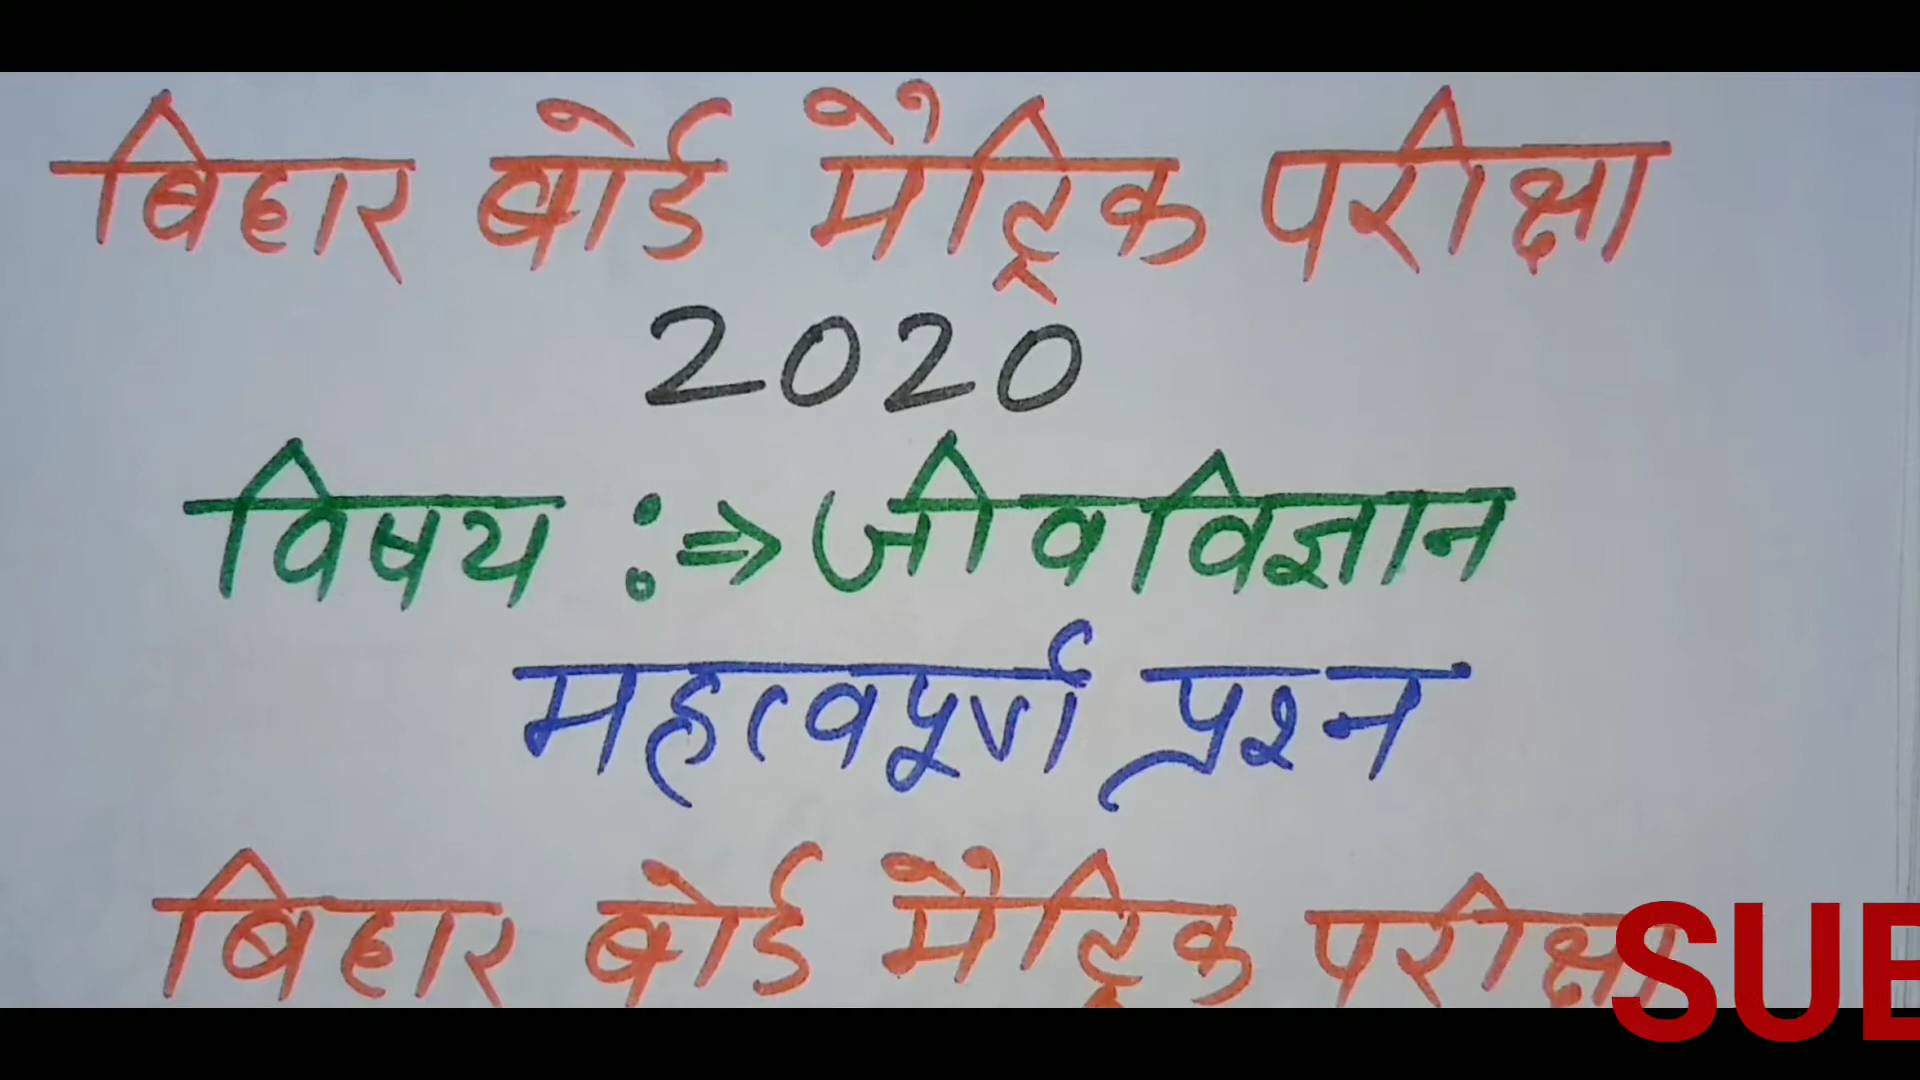 बिहार बोर्ड मैट्रिक परीक्षा
2020
विषय :⇒ जीवविज्ञान
महत्वपूर्ण प्रश्न
बिहार बोर्ड मैट्रिक परीक्षा
SUB